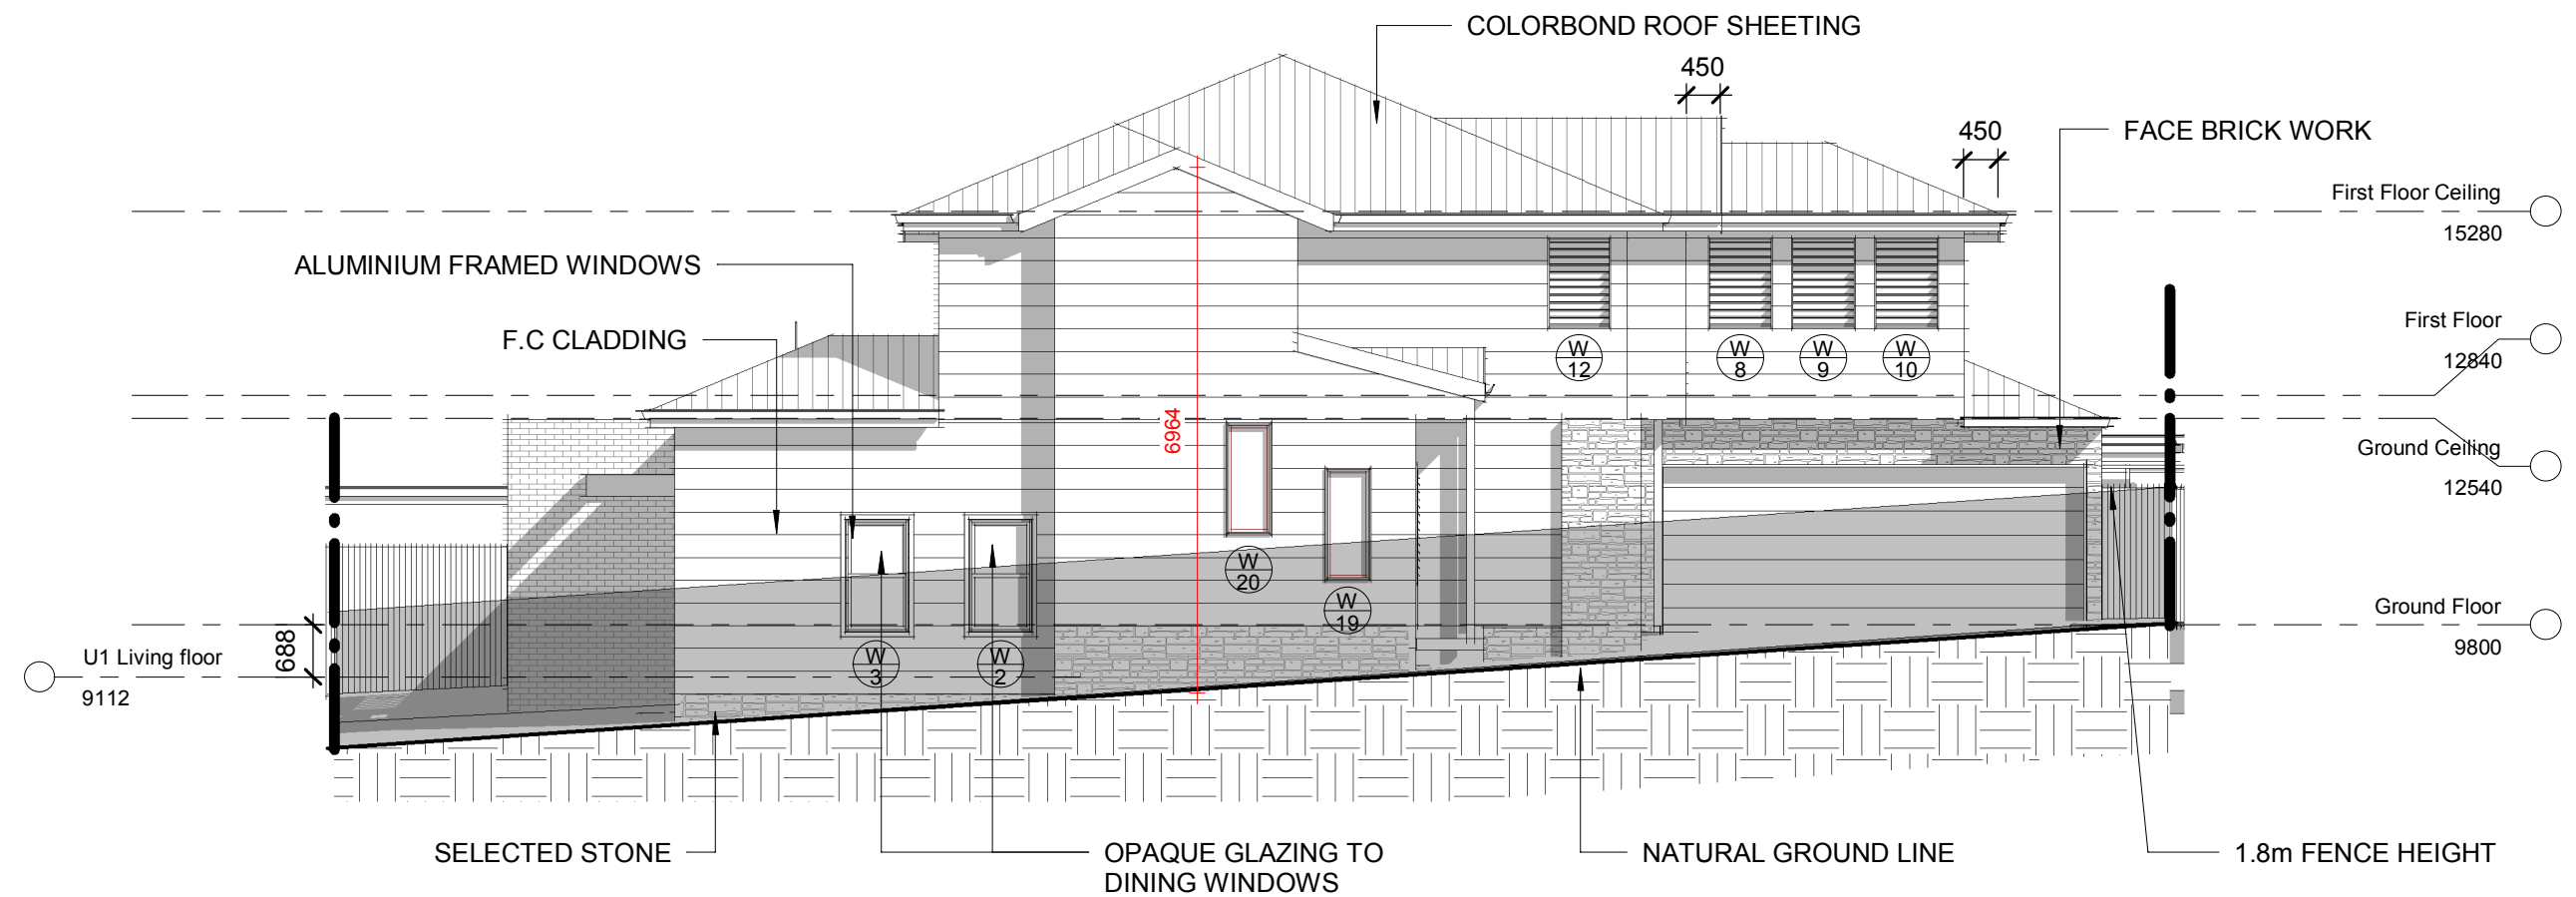 COLORBOND ROOF SHEETING
450
450
FACE BRICK WORK
First Floor Ceiling
15280
ALUMINIUM FRAMED WINDOWS
F.C CLADDING
First Floor
12840
W
12
W
8
W
9
W
10
6964
Ground Ceiling
12540
W
20
W
19
Ground Floor
9800
688
U1 Living floor
9112
W
3
W
2
SELECTED STONE
OPAQUE GLAZING TO
DINING WINDOWS
NATURAL GROUND LINE
1.8m FENCE HEIGHT